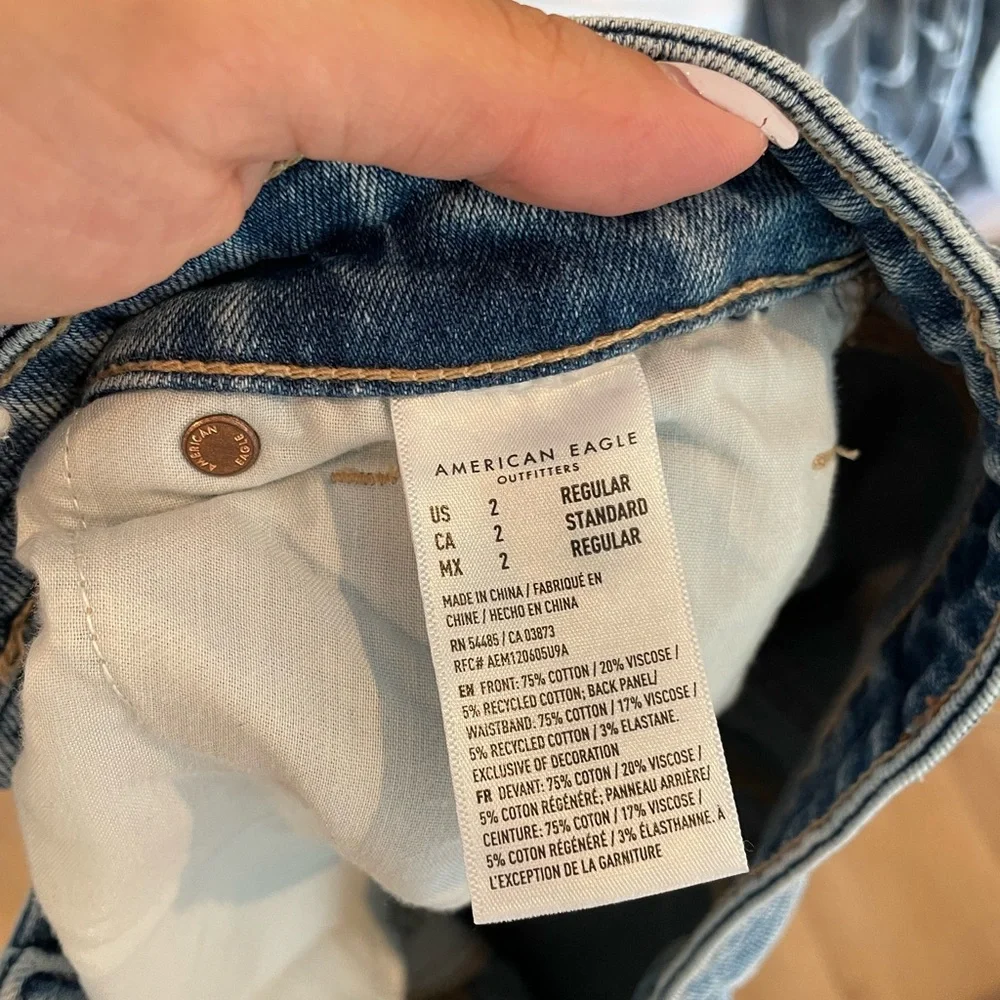 AMERICAN EAGLE
AMERICAN EAGLE
OUTFITTERS
US 2 REGULAR
CA 2 STANDARD
MX 2 REGULAR
MADE IN CHINA / FABRIQUÉ EN
CHINE / HECHO EN CHINA
RN 54485 / CA 03873
RFC# AEM120605U9A
EN FRONT: 75% COTTON / 20% VISCOSE /
5% RECYCLED COTTON; BACK PANEL/
WAISTBAND: 75% COTTON / 17% VISCOSE /
5% RECYCLED COTTON / 3% ELASTANE.
EXCLUSIVE OF DECORATION
FR DEVANT: 75% COTON / 20% VISCOSE /
5% COTON RÉGÉNÉRÉ; PANNEAU ARRIÈRE/
CEINTURE: 75% COTON / 17% VISCOSE /
5% COTON RÉGÉNÉRÉ / 3% ÉLASTHANNE. À
L'EXCEPTION DE LA GARNITURE